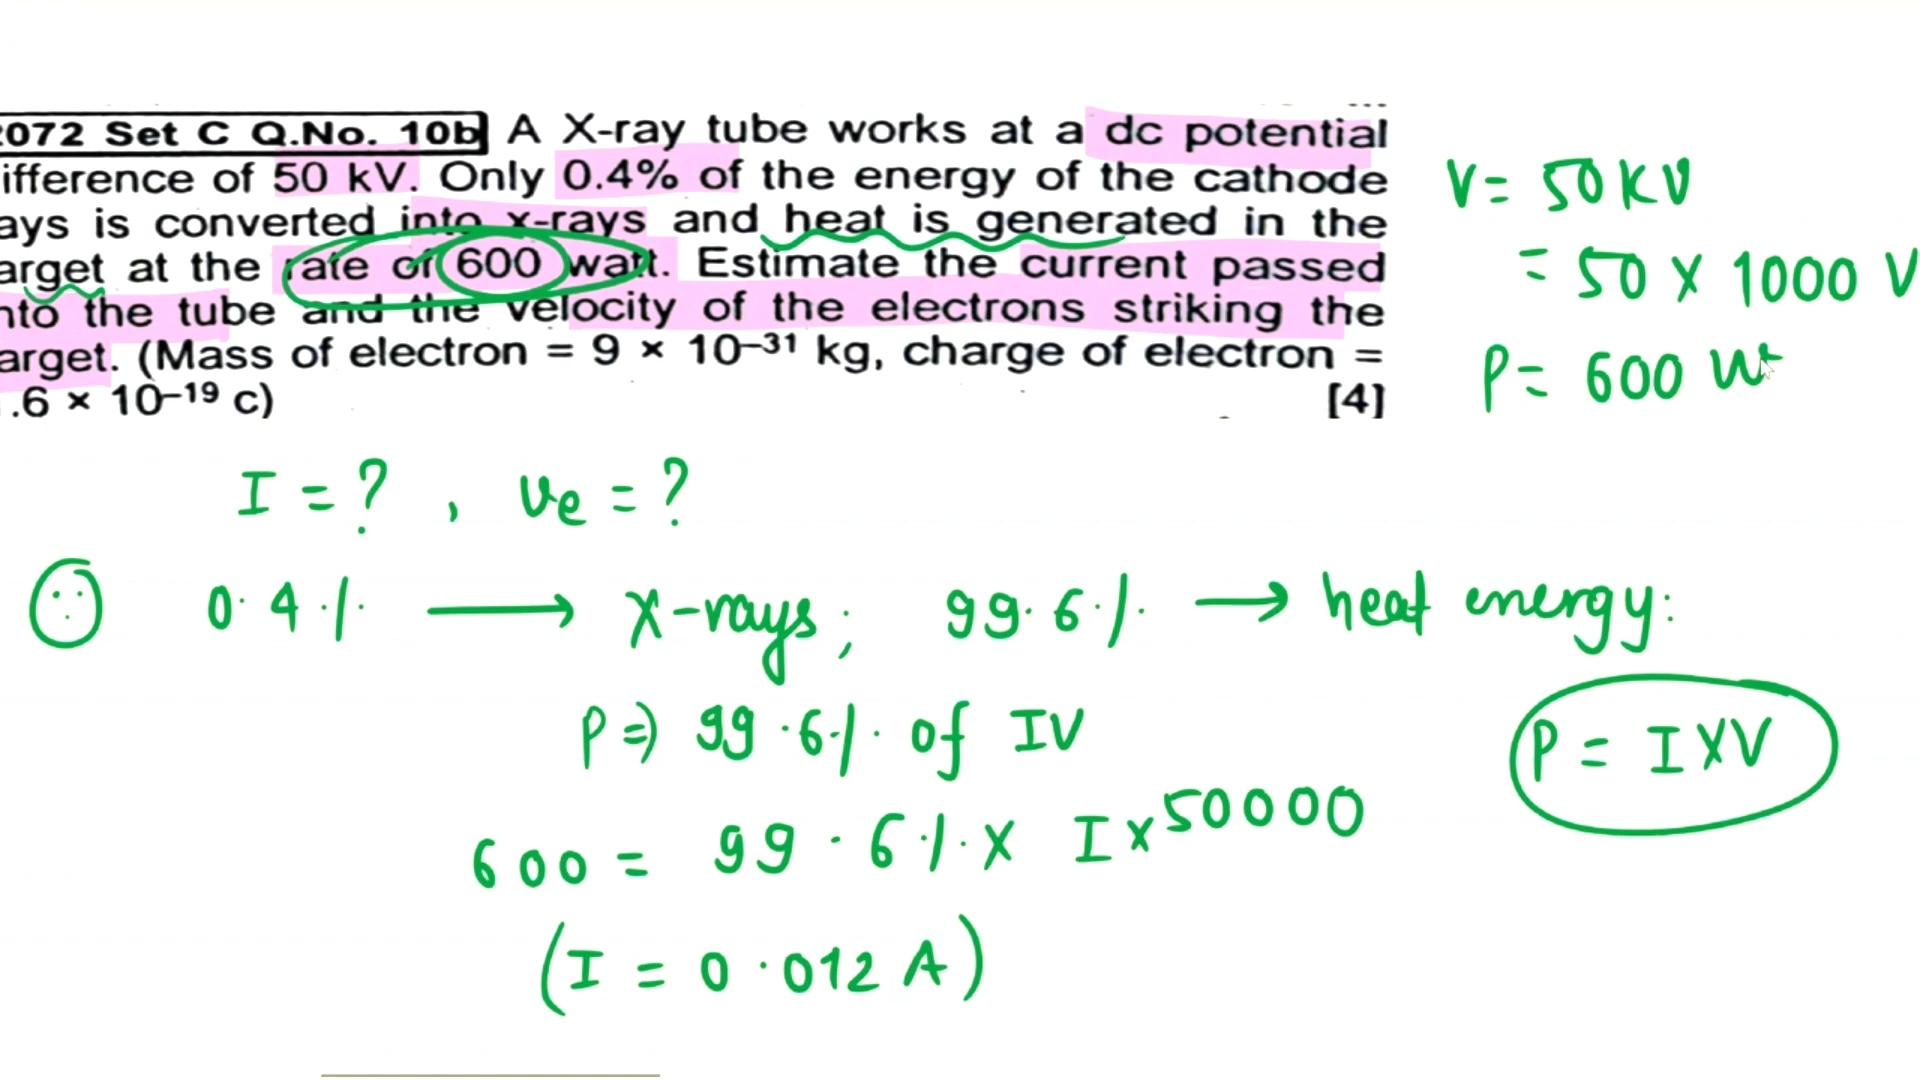 2072 Set C Q.No. 10b A X-ray tube works at a dc potential
ifference of 50 kV. Only 0.4% of the energy of the cathode
ays is converted into x-rays and heat is generated in the
arget at the rate of 600 watt. Estimate the current passed
nto the tube and the velocity of the electrons striking the
arget. (Mass of electron = 9 × 10⁻³¹ kg, charge of electron =
.6 × 10⁻¹⁹ c) [4]
V = 50 KV
= 50 X 1000 V
P = 600 W
I = ? , ve = ?
0.4% → X-rays; 99.6% → heat energy:
P ⇒ 99.6% of IV
P = I X V
600 = 99.6% X I x 50000
(I = 0.012 A)